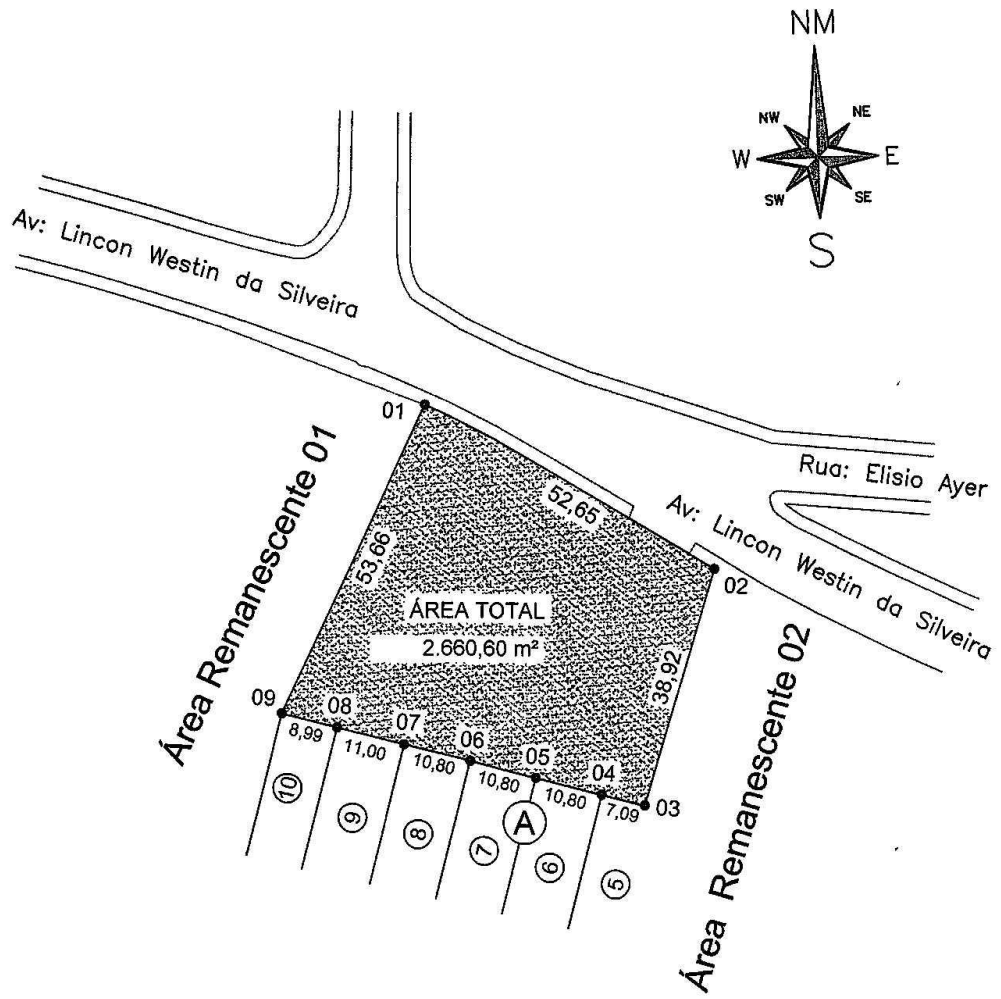 NM
NW
NE
W
E
SW
SE
S
Av: Lincon Westin da Silveira
01
Rua: Elisio Ayer
Av: Lincon Westin da Silveira
52,65
02
Área Remanescente 01
53,66
ÁREA TOTAL
2.660,60 m²
38,92
Área Remanescente 02
09
08
07
06
05
04
03
8,99
11,00
10,80
10,80
10,80
7,09
A
10
9
8
7
6
5